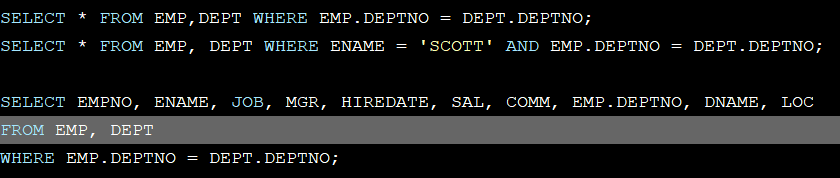 SELECT * FROM EMP,DEPT WHERE EMP.DEPTNO = DEPT.DEPTNO;
SELECT * FROM EMP, DEPT WHERE ENAME = 'SCOTT' AND EMP.DEPTNO = DEPT.DEPTNO;
SELECT EMPNO, ENAME, JOB, MGR, HIREDATE, SAL, COMM, EMP.DEPTNO, DNAME, LOC
FROM EMP, DEPT
WHERE EMP.DEPTNO = DEPT.DEPTNO;